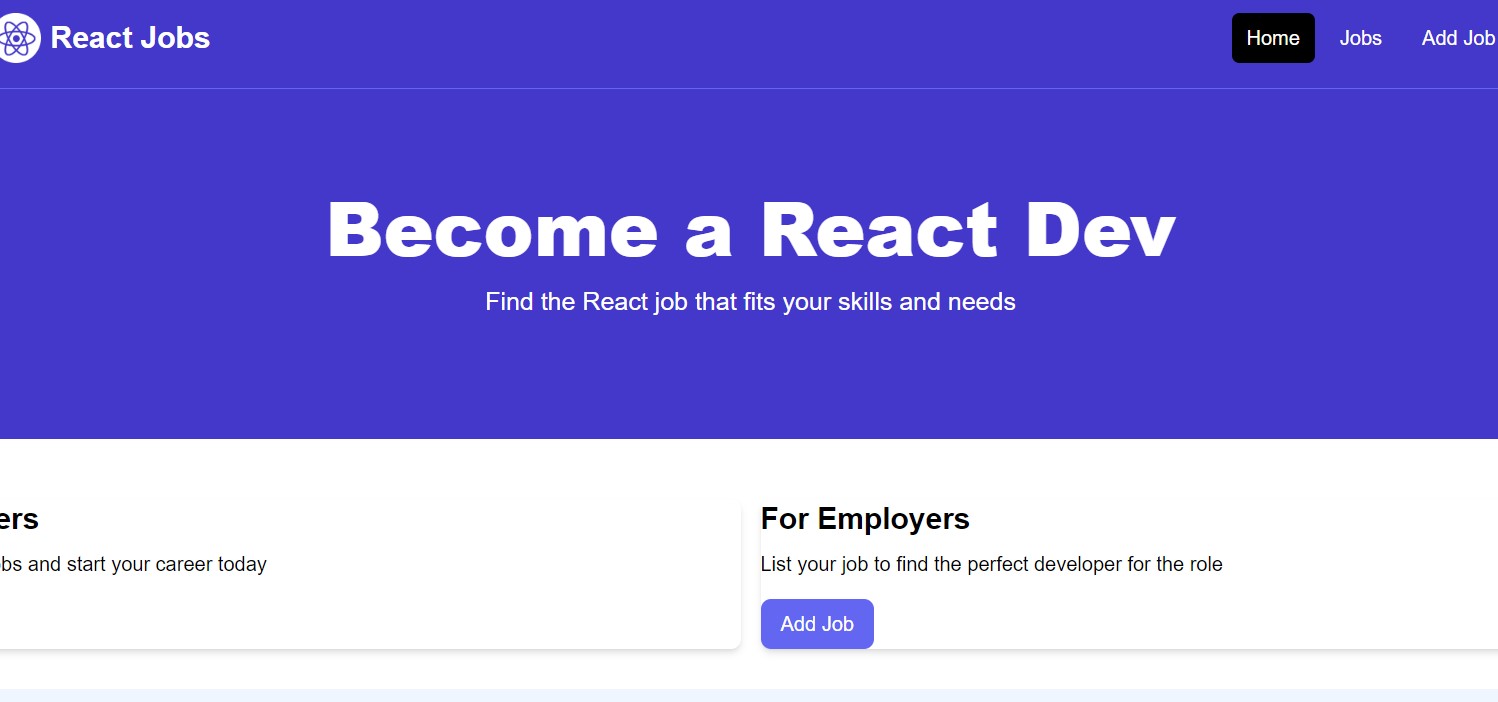 React Jobs
Home Jobs Add Job
Become a React Dev
Find the React job that fits your skills and needs
ers
bs and start your career today
For Employers
List your job to find the perfect developer for the role
Add Job